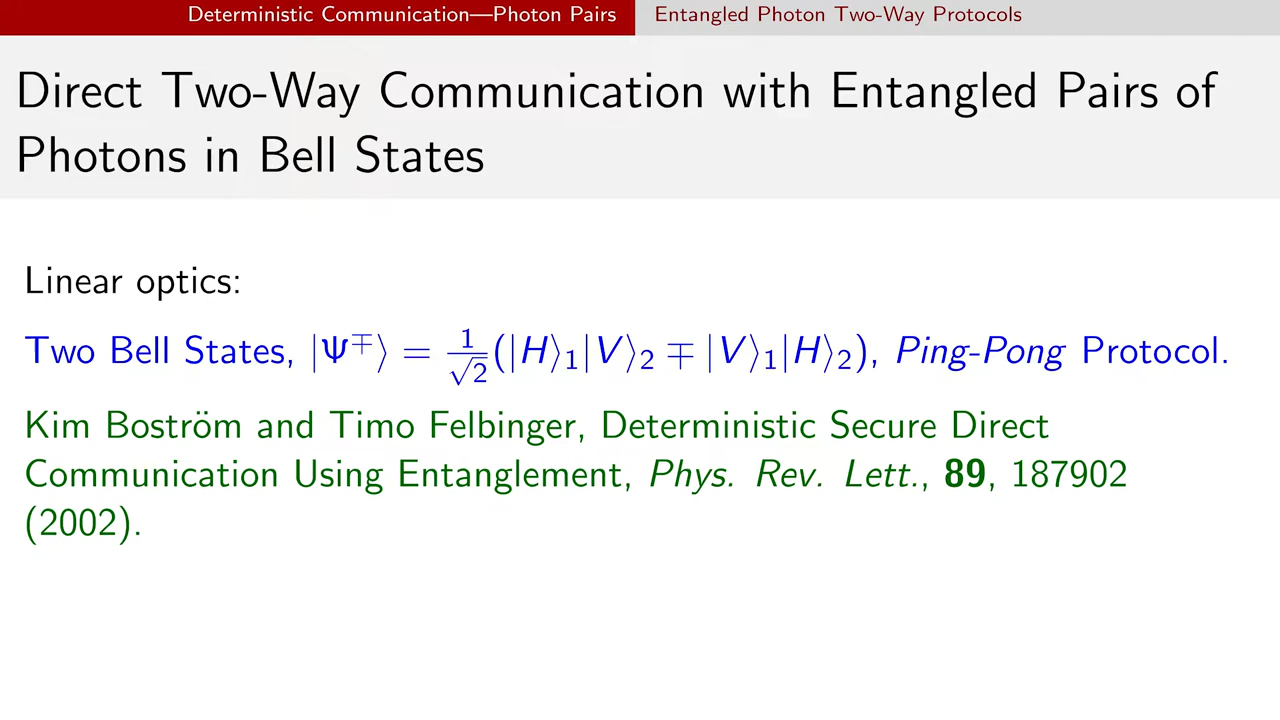 Deterministic Communication—Photon Pairs Entangled Photon Two-Way Protocols
Direct Two-Way Communication with Entangled Pairs of
Photons in Bell States
Linear optics:
Two Bell States, |Ψ∓⟩ = 1/√2(|H⟩₁|V⟩₂ ∓ |V⟩₁|H⟩₂), Ping-Pong Protocol.
Kim Boström and Timo Felbinger, Deterministic Secure Direct
Communication Using Entanglement, Phys. Rev. Lett., 89, 187902
(2002).